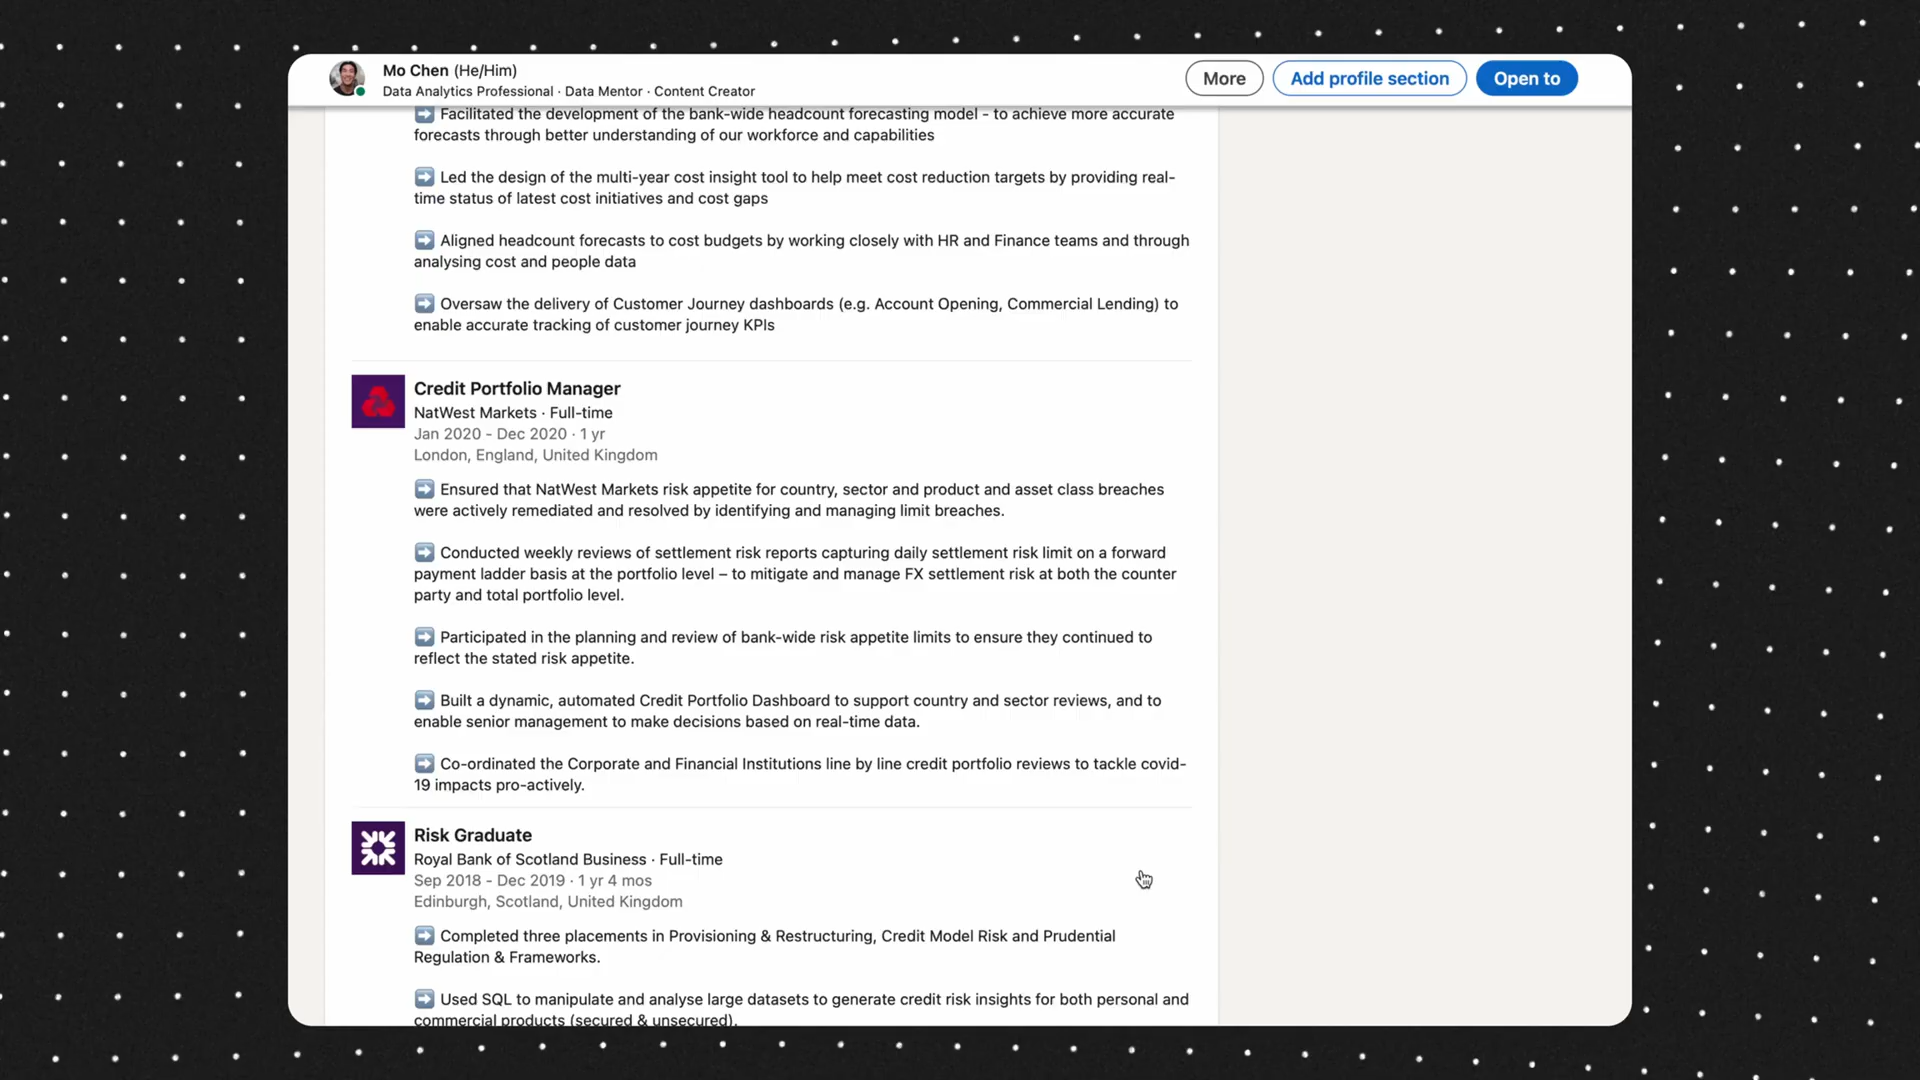 Mo Chen (He/Him)
Data Analytics Professional · Data Mentor · Content Creator
More
Add profile section
Open to
Facilitated the development of the bank-wide headcount forecasting model - to achieve more accurate
forecasts through better understanding of our workforce and capabilities
Led the design of the multi-year cost insight tool to help meet cost reduction targets by providing real-
time status of latest cost initiatives and cost gaps
Aligned headcount forecasts to cost budgets by working closely with HR and Finance teams and through
analysing cost and people data
Oversaw the delivery of Customer Journey dashboards (e.g. Account Opening, Commercial Lending) to
enable accurate tracking of customer journey KPIs
Credit Portfolio Manager
NatWest Markets · Full-time
Jan 2020 - Dec 2020 · 1 yr
London, England, United Kingdom
Ensured that NatWest Markets risk appetite for country, sector and product and asset class breaches
were actively remediated and resolved by identifying and managing limit breaches.
Conducted weekly reviews of settlement risk reports capturing daily settlement risk limit on a forward
payment ladder basis at the portfolio level – to mitigate and manage FX settlement risk at both the counter
party and total portfolio level.
Participated in the planning and review of bank-wide risk appetite limits to ensure they continued to
reflect the stated risk appetite.
Built a dynamic, automated Credit Portfolio Dashboard to support country and sector reviews, and to
enable senior management to make decisions based on real-time data.
Co-ordinated the Corporate and Financial Institutions line by line credit portfolio reviews to tackle covid-
19 impacts pro-actively.
Risk Graduate
Royal Bank of Scotland Business · Full-time
Sep 2018 - Dec 2019 · 1 yr 4 mos
Edinburgh, Scotland, United Kingdom
Completed three placements in Provisioning & Restructuring, Credit Model Risk and Prudential
Regulation & Frameworks.
Used SQL to manipulate and analyse large datasets to generate credit risk insights for both personal and
commercial products (secured & unsecured).